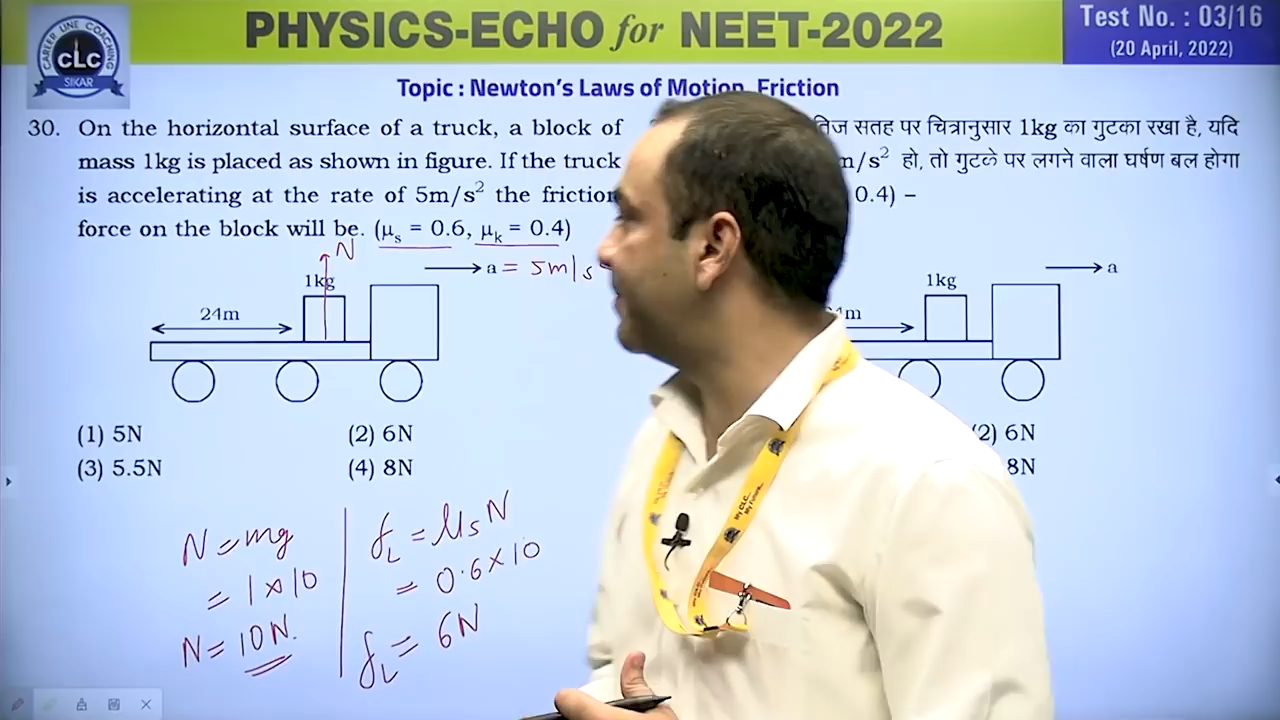 CAREER LINE COACHING
CLC
SIKAR
PHYSICS-ECHO for NEET-2022
Test No. : 03/16
(20 April, 2022)
Topic : Newton's Laws of Motion, Friction
30. On the horizontal surface of a truck, a block of
mass 1kg is placed as shown in figure. If the truck
is accelerating at the rate of 5m/s² the friction
force on the block will be. (μs = 0.6, μk = 0.4)
N
1kg
a = 5m/s
24m
(1) 5N (2) 6N
(3) 5.5N (4) 8N
N = mg
= 1×10
N = 10N.
fL = μsN
= 0.6×10
fL = 6N
सतह पर चित्रानुसार 1kg का गुटका रखा है, यदि
m/s² हो, तो गुटके पर लगने वाला घर्षण बल होगा
0.4) –
1kg
a
(2) 6N
8N
My CLC...